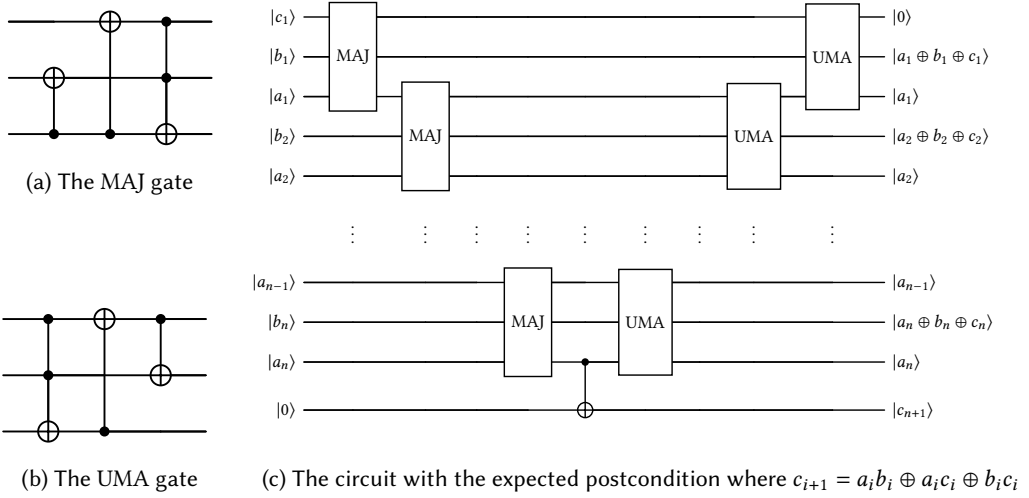 |c₁⟩ |0⟩
|b₁⟩ MAJ UMA |a₁ ⊕ b₁ ⊕ c₁⟩
|a₁⟩ |a₁⟩
|b₂⟩ MAJ UMA |a₂ ⊕ b₂ ⊕ c₂⟩
|a₂⟩ |a₂⟩
(a) The MAJ gate
⋮ ⋮ ⋮ ⋮ ⋮ ⋮ ⋮ ⋮
|aₙ₋₁⟩ |aₙ₋₁⟩
|bₙ⟩ MAJ UMA |aₙ ⊕ bₙ ⊕ cₙ⟩
|aₙ⟩ |aₙ⟩
|0⟩ |cₙ₊₁⟩
(b) The UMA gate
(c) The circuit with the expected postcondition where cᵢ₊₁ = aᵢbᵢ ⊕ aᵢcᵢ ⊕ bᵢcᵢ